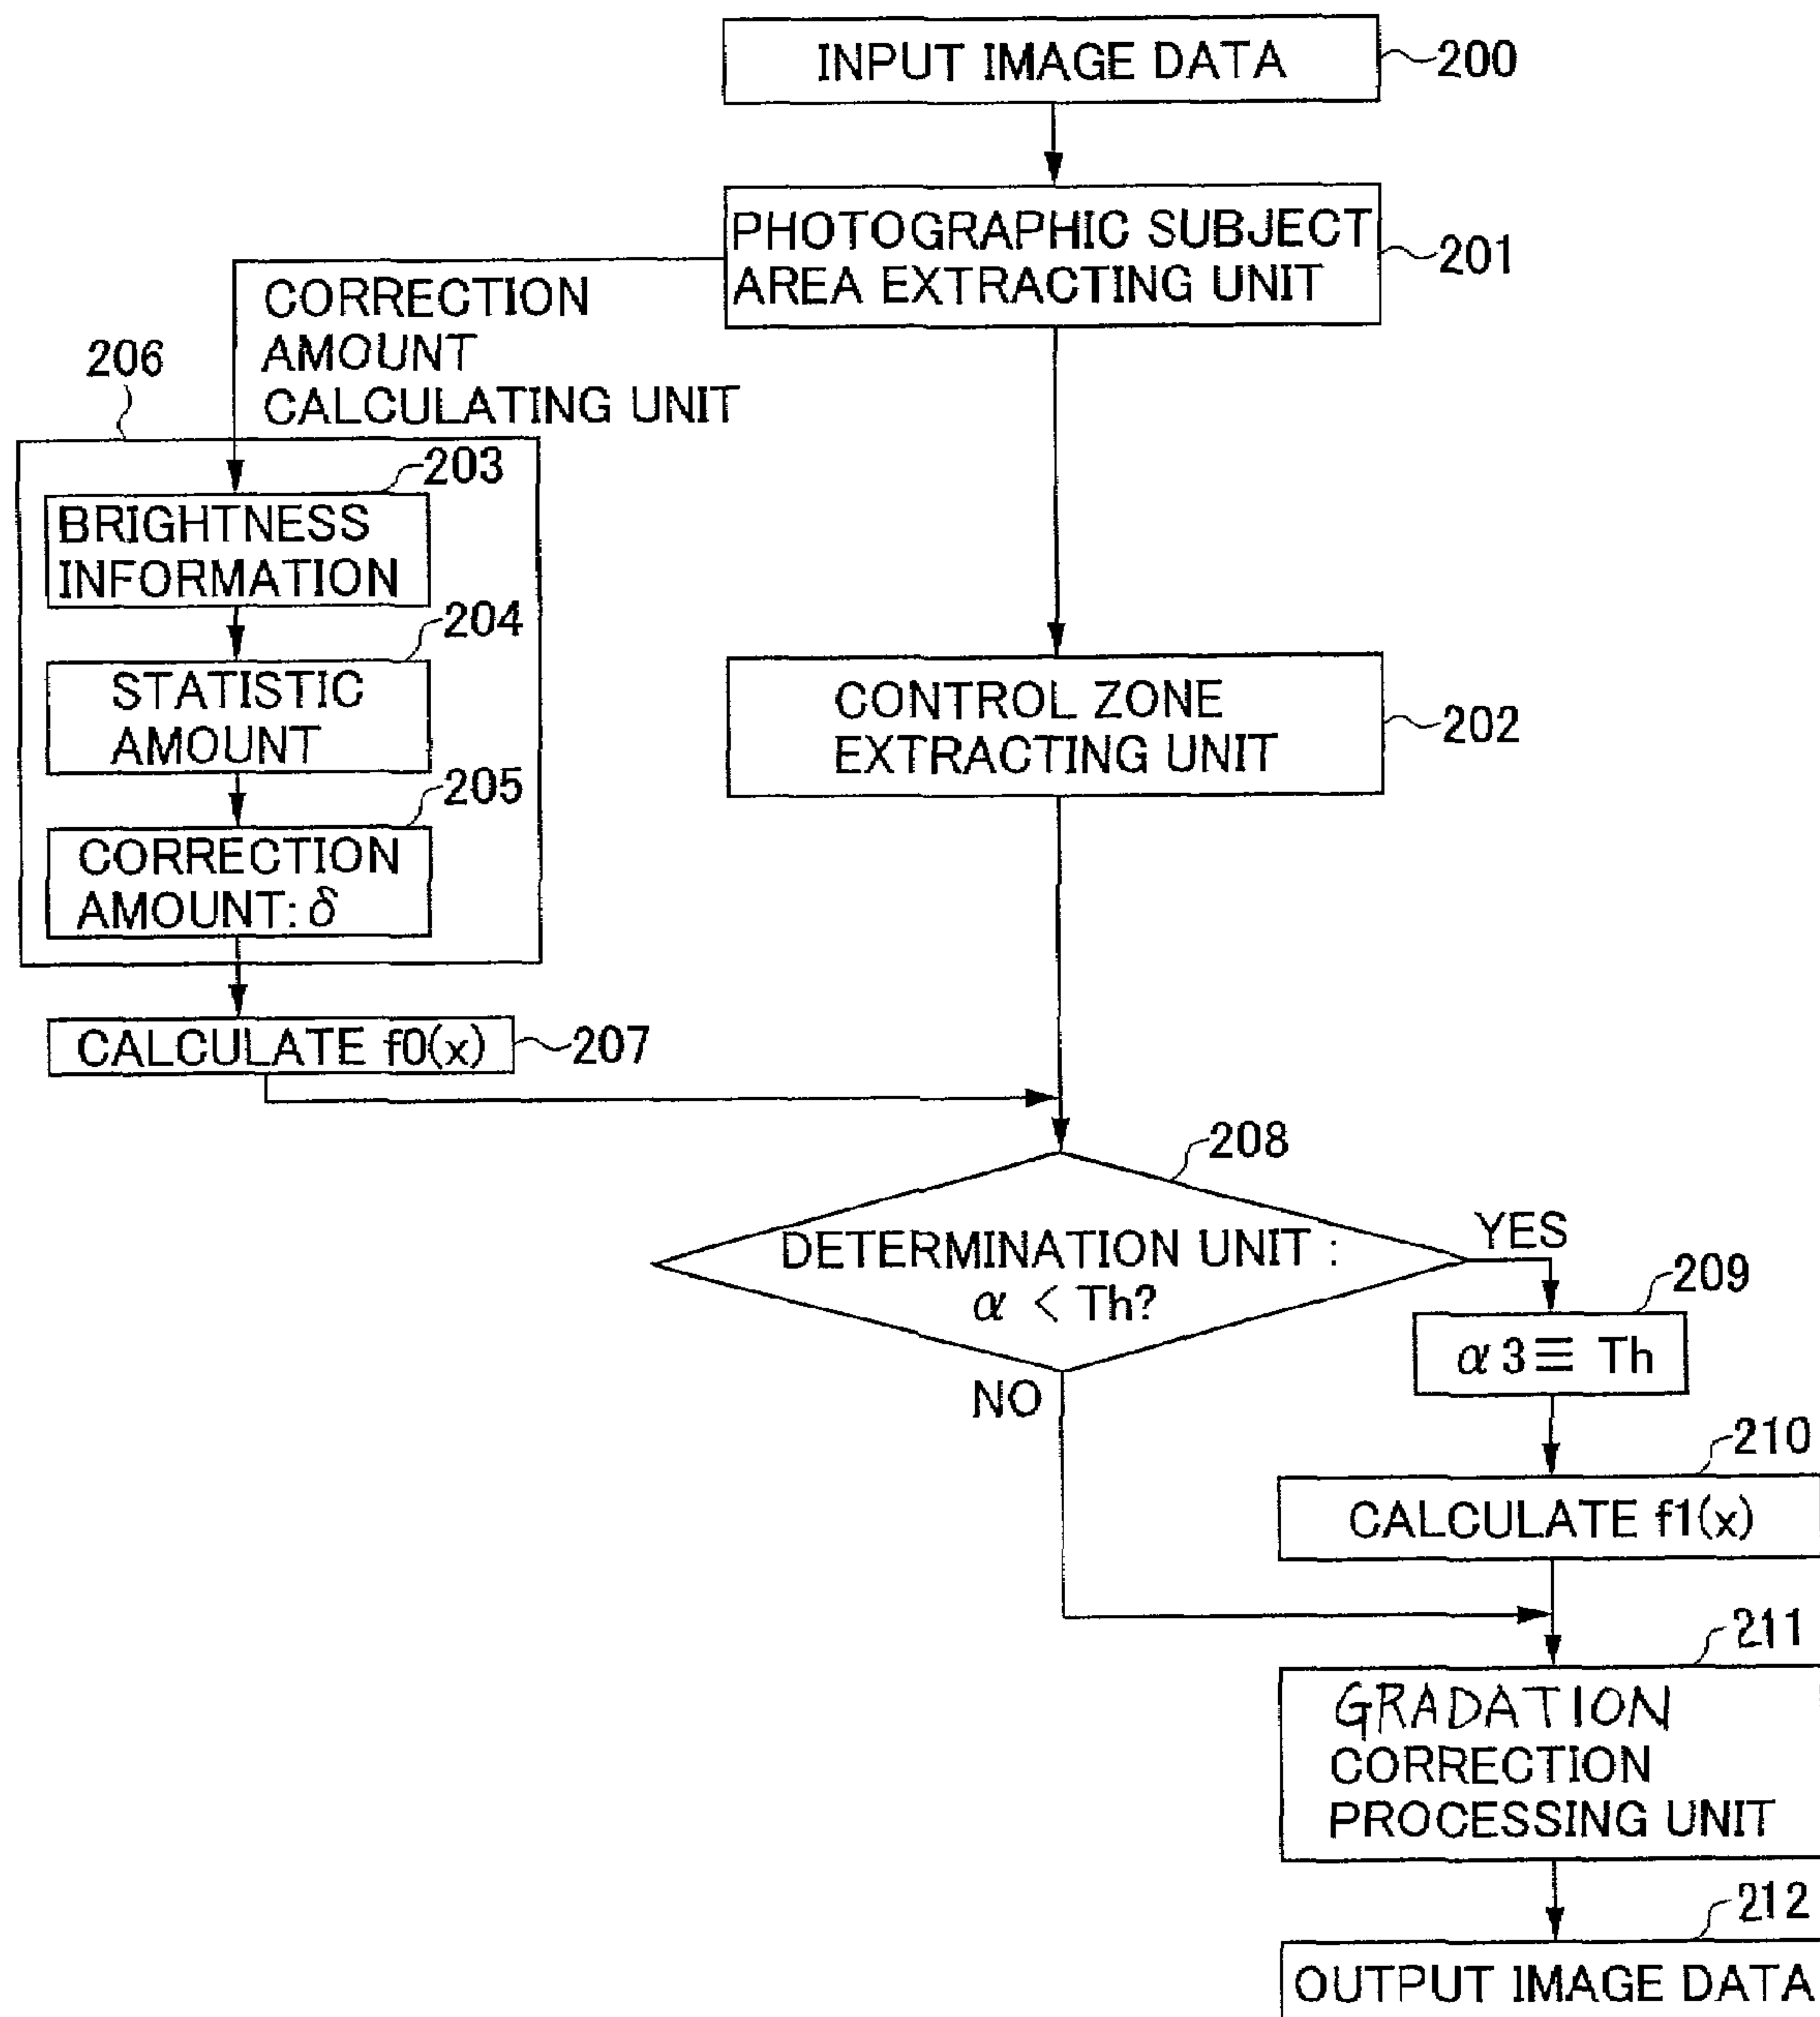 INPUT IMAGE DATA
200
PHOTOGRAPHIC SUBJECT
AREA EXTRACTING UNIT
201
CORRECTION
AMOUNT
CALCULATING UNIT
206
203
BRIGHTNESS
INFORMATION
204
STATISTIC
AMOUNT
205
CORRECTION
AMOUNT: δ
CONTROL ZONE
EXTRACTING UNIT
202
CALCULATE f0(x)
207
208
DETERMINATION UNIT :
α < Th?
YES
NO
209
α3≡ Th
210
CALCULATE f1(x)
211
GRADATION
CORRECTION
PROCESSING UNIT
212
OUTPUT IMAGE DATA